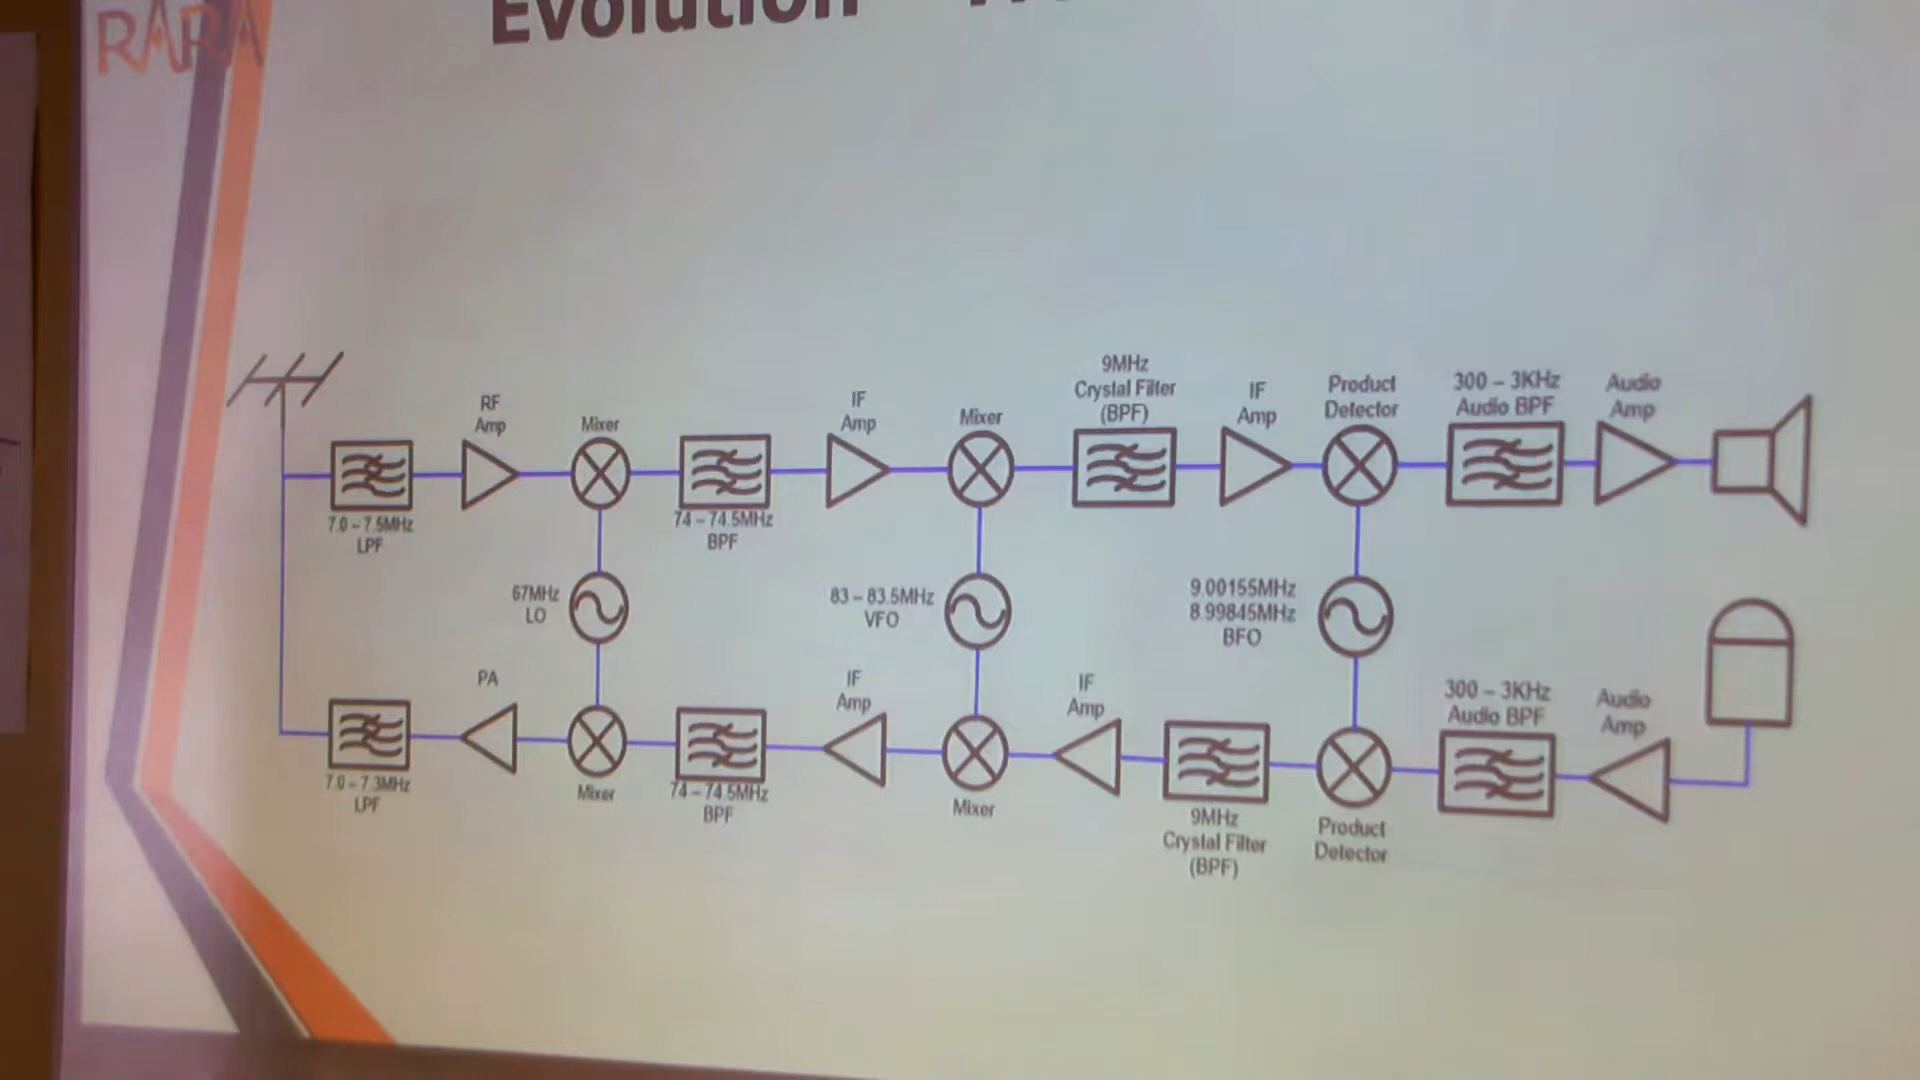 RARA
Evolution
9MHz
Crystal Filter
(BPF)
RF
Amp
Mixer
IF
Amp
Mixer
IF
Amp
Product
Detector
300 – 3KHz
Audio BPF
Audio
Amp
7.0 – 7.5MHz
LPF
74 – 74.5MHz
BPF
67MHz
LO
83 – 83.5MHz
VFO
9.00155MHz
8.99845MHz
BFO
PA
IF
Amp
IF
Amp
300 – 3KHz
Audio BPF
Audio
Amp
7.0 – 7.3MHz
LPF
Mixer
74 – 74.5MHz
BPF
Mixer
9MHz
Crystal Filter
(BPF)
Product
Detector